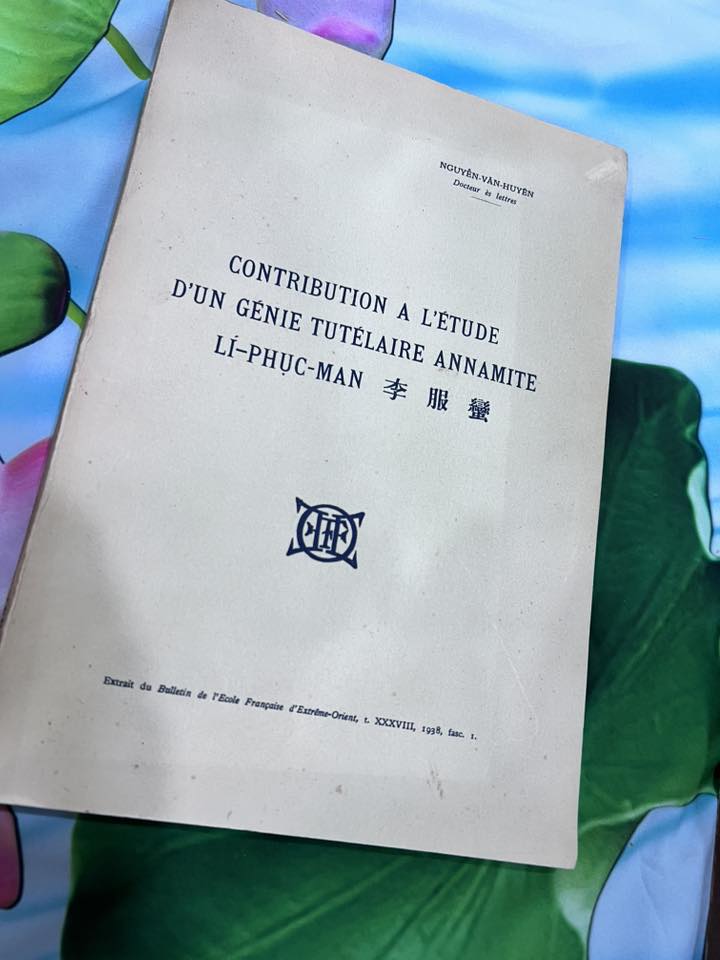 NGUYÊN-VĂN-HUYÊN
Docteur ès lettres
CONTRIBUTION A L'ÉTUDE
D'UN GÉNIE TUTÉLAIRE ANNAMITE
LÍ-PHỤC-MAN 李服蠻
Extrait du Bulletin de l'Ecole Française d'Extrême-Orient, t. XXXVIII, 1938, fasc. 1.